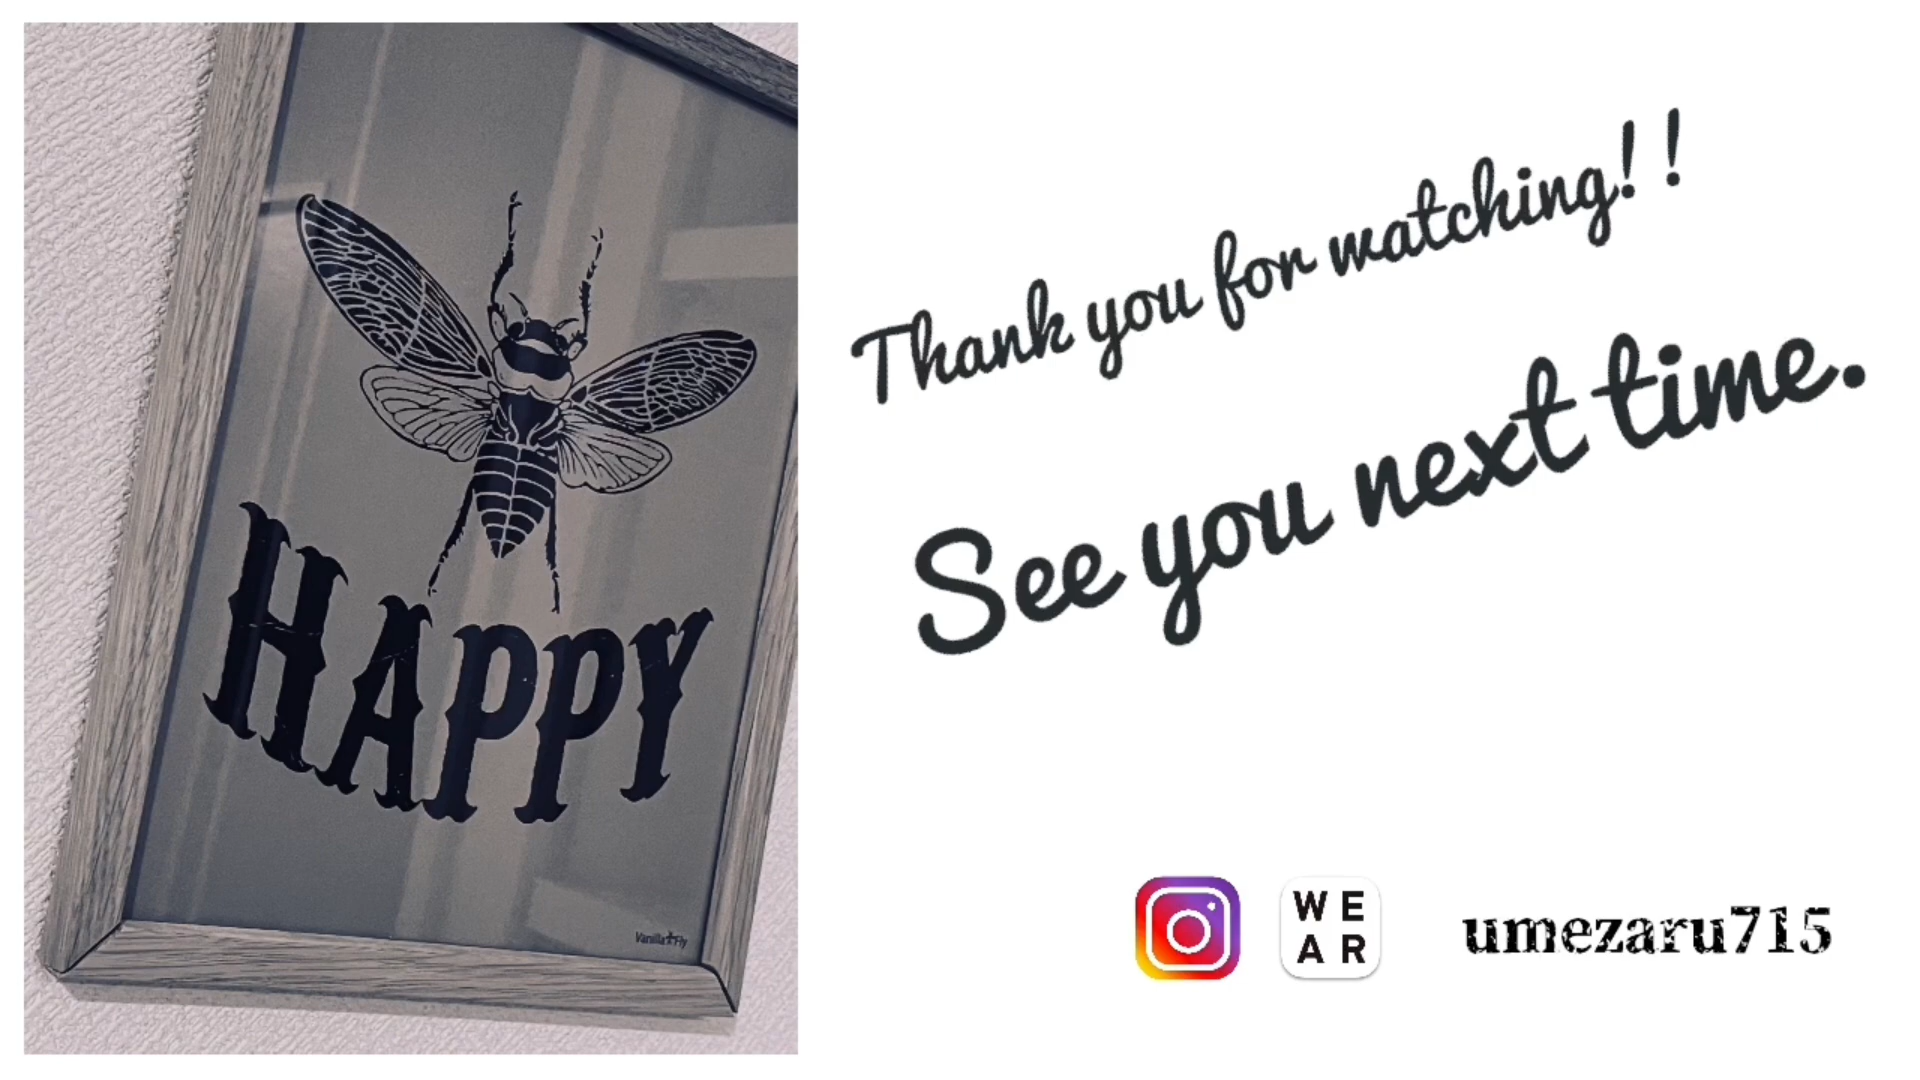 HAPPY
Vanilla Fly
Thank you for watching!!
See you next time.
WE
AR
umezaru715